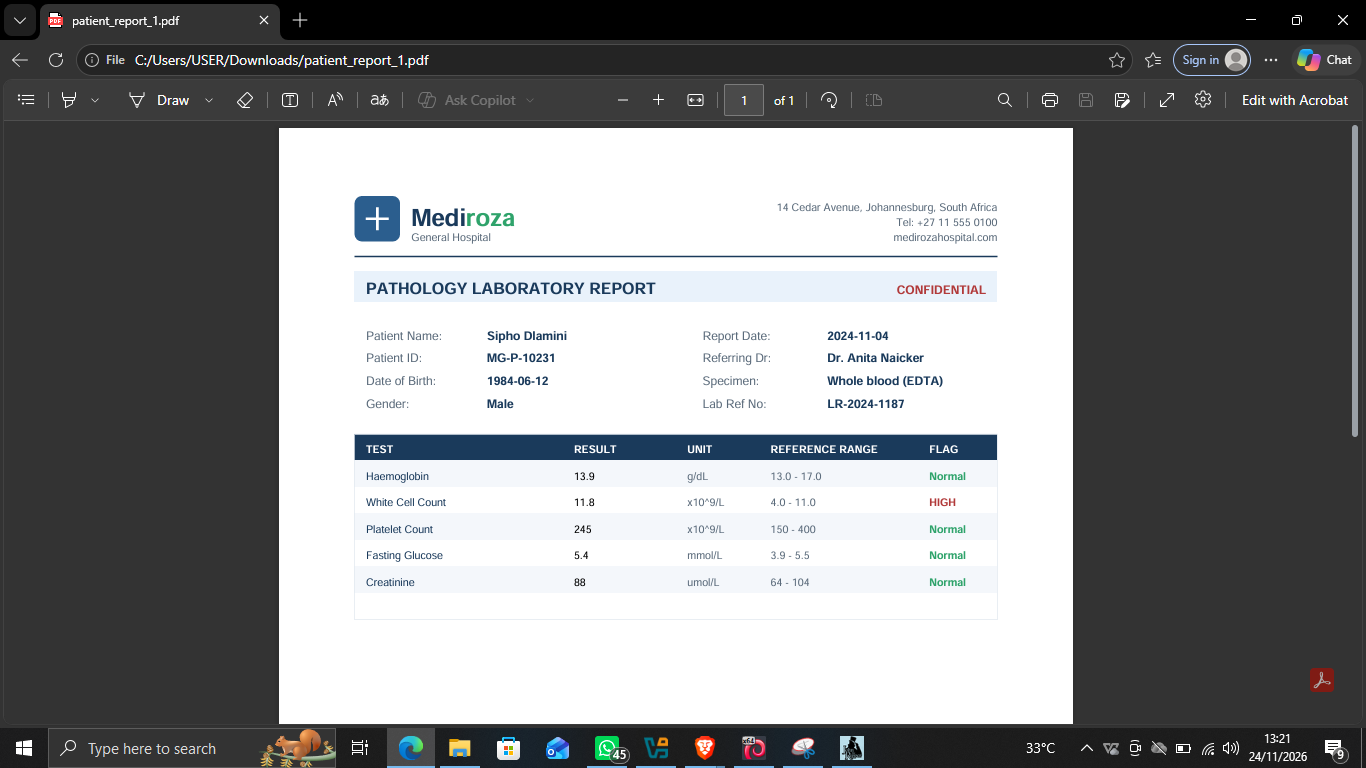 patient_report_1.pdf
File C:/Users/USER/Downloads/patient_report_1.pdf
Sign in
Chat
Draw
aあ
Ask Copilot
1 of 1
Edit with Acrobat
Mediroza
General Hospital
14 Cedar Avenue, Johannesburg, South Africa
Tel: +27 11 555 0100
medirozahospital.com
PATHOLOGY LABORATORY REPORT CONFIDENTIAL
Patient Name: Sipho Dlamini Report Date: 2024-11-04
Patient ID: MG-P-10231 Referring Dr: Dr. Anita Naicker
Date of Birth: 1984-06-12 Specimen: Whole blood (EDTA)
Gender: Male Lab Ref No: LR-2024-1187
TEST RESULT UNIT REFERENCE RANGE FLAG
Haemoglobin 13.9 g/dL 13.0 - 17.0 Normal
White Cell Count 11.8 x10^9/L 4.0 - 11.0 HIGH
Platelet Count 245 x10^9/L 150 - 400 Normal
Fasting Glucose 5.4 mmol/L 3.9 - 5.5 Normal
Creatinine 88 umol/L 64 - 104 Normal
Type here to search
45
33°C
13:21
24/11/2026
9